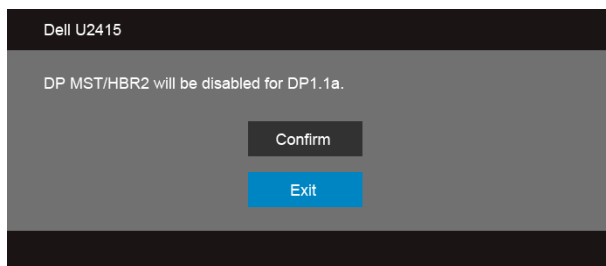 Dell U2415
DP MST/HBR2 will be disabled for DP1.1a.
Confirm
Exit